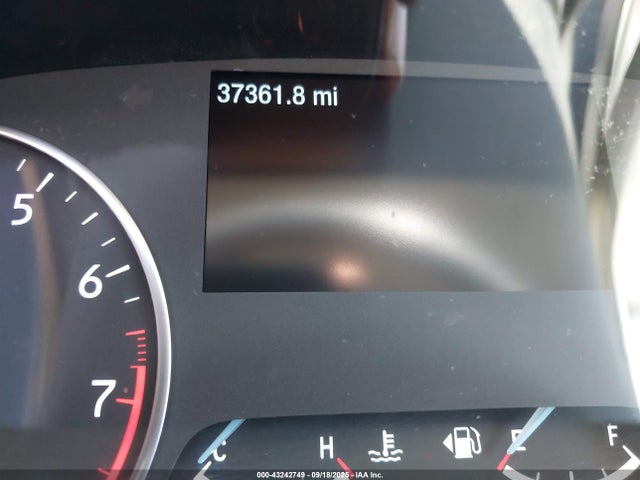 37361.8 mi
5
6
7
C H E F
000-43242749 - 09/18/2025 - IAA Inc.